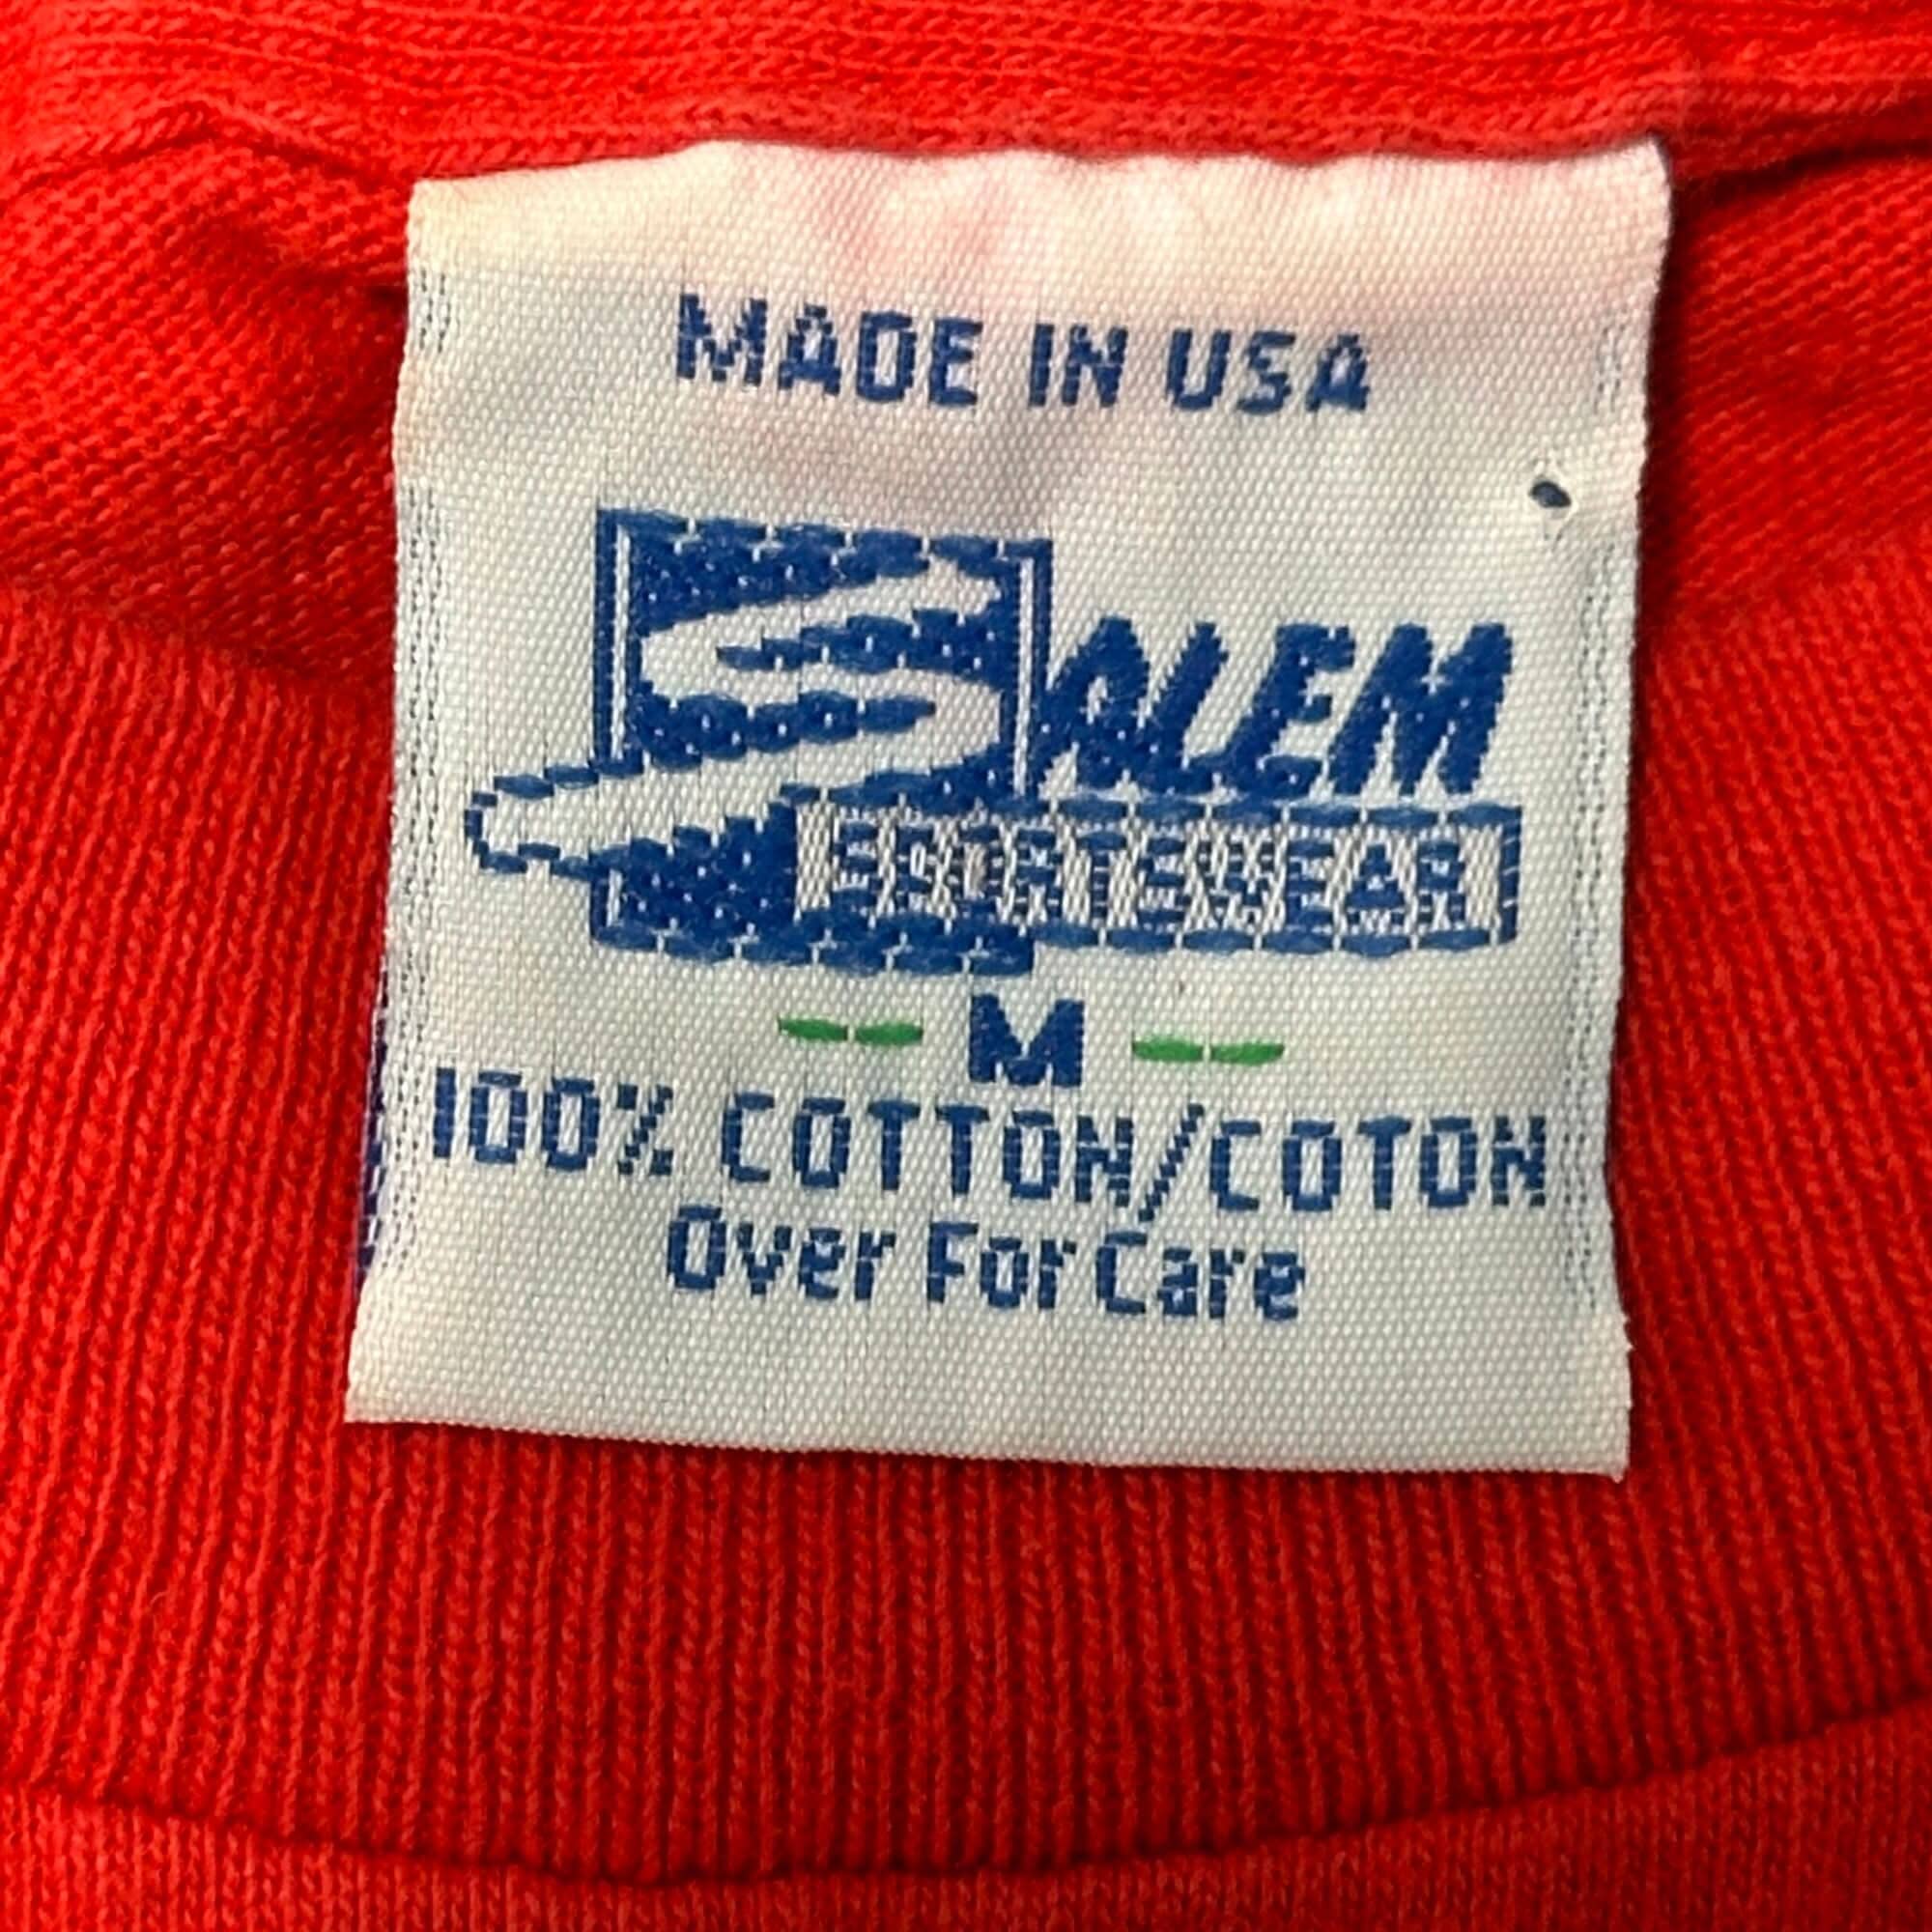 MADE IN USA
SALEM
SPORTSWEAR
-- M --
100% COTTON/COTON
Over For Care